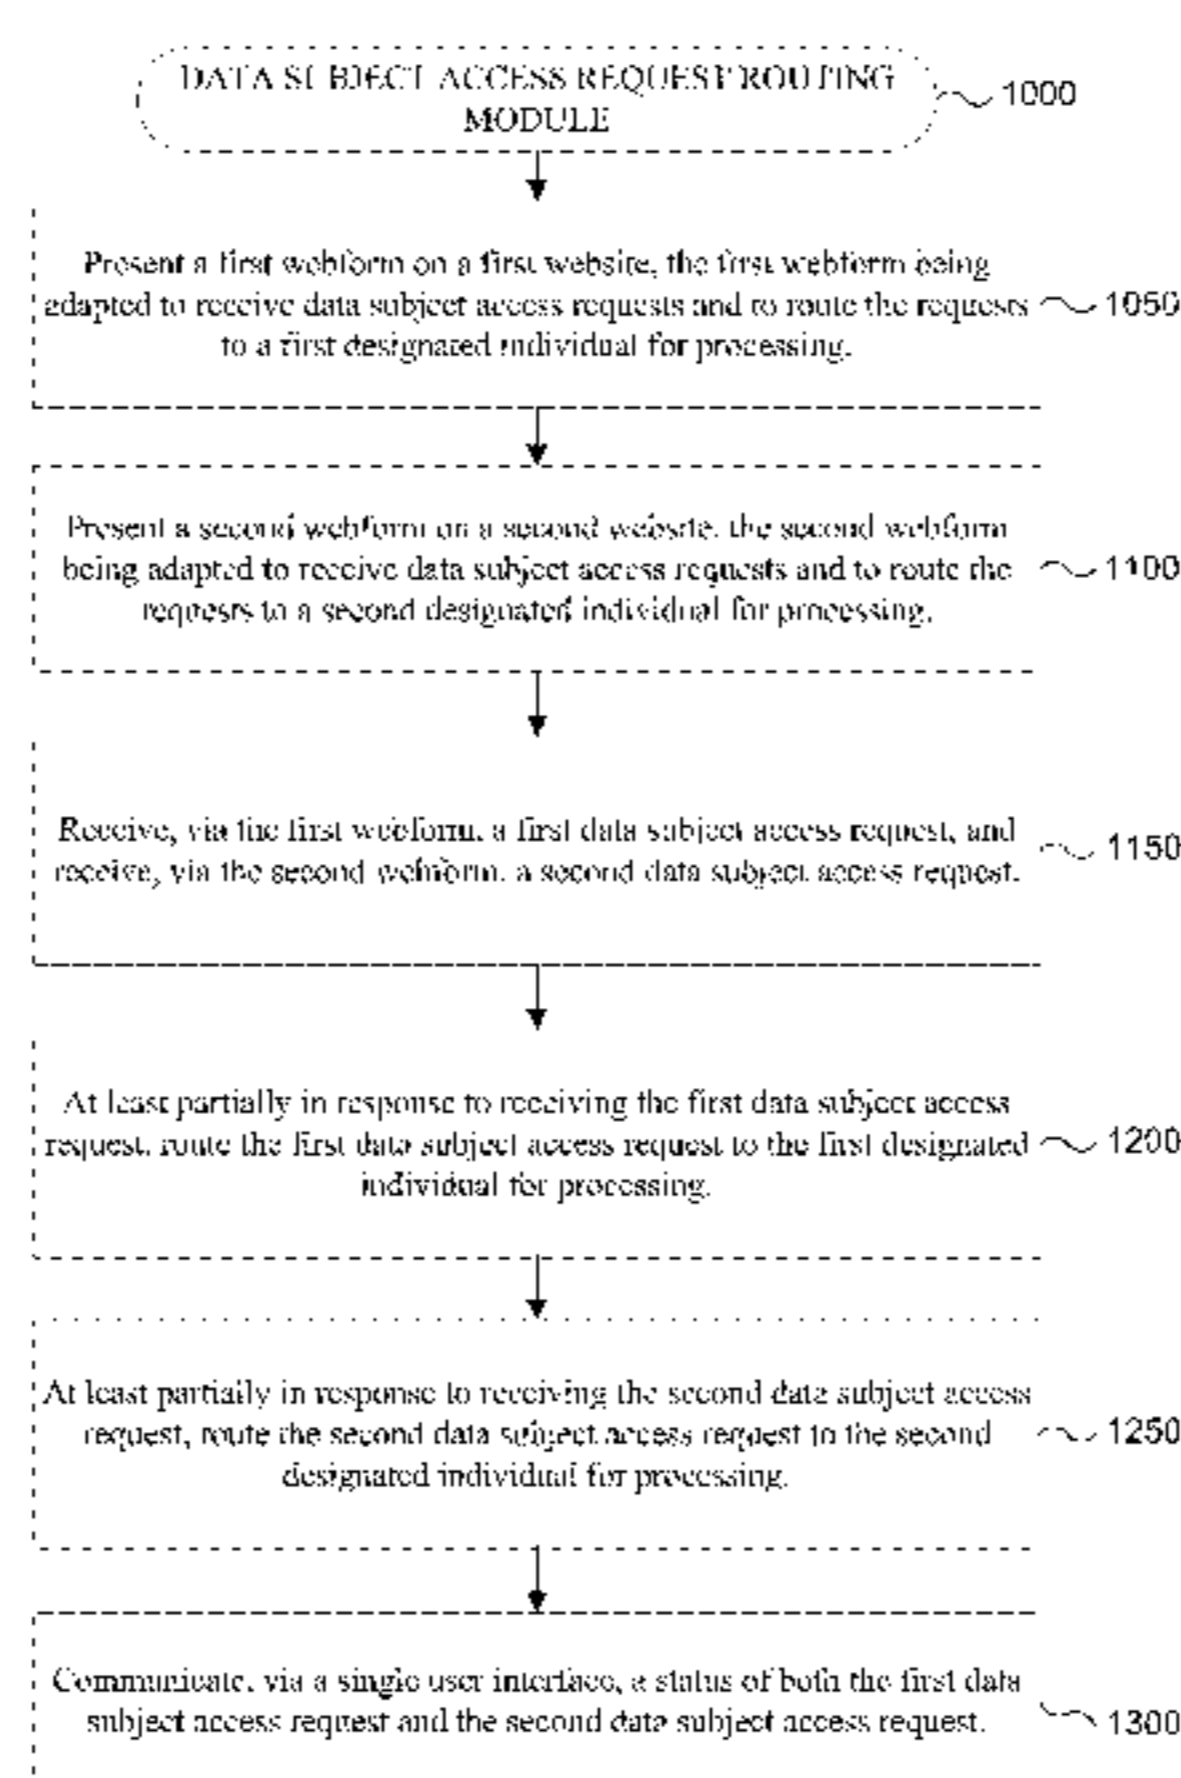 DATA SUBJECT ACCESS REQUEST ROUTING
MODULE
1000
Present a first webform on a first website, the first webform being
adapted to receive data subject access requests and to route the requests
to a first designated individual for processing.
1050
Present a second webform on a second website, the second webform
being adapted to receive data subject access requests and to route the
requests to a second designated individual for processing.
1100
Receive, via the first webform, a first data subject access request, and
receive, via the second webform, a second data subject access request.
1150
At least partially in response to receiving the first data subject access
request, route the first data subject access request to the first designated
individual for processing.
1200
At least partially in response to receiving the second data subject access
request, route the second data subject access request to the second
designated individual for processing.
1250
Communicate, via a single user interface, a status of both the first data
subject access request and the second data subject access request.
1300